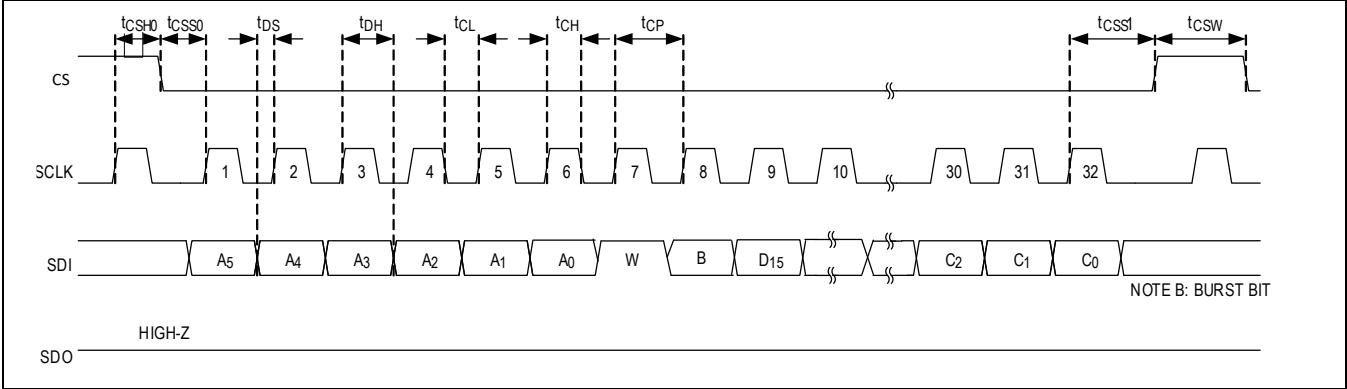 tCSH0 tCSS0 tDS tDH tCL tCH tCP tCSS1 tCSW
CS
SCLK 1 2 3 4 5 6 7 8 9 10 30 31 32
SDI A5 A4 A3 A2 A1 A0 W B D15 C2 C1 C0
NOTE B: BURST BIT
HIGH-Z
SDO